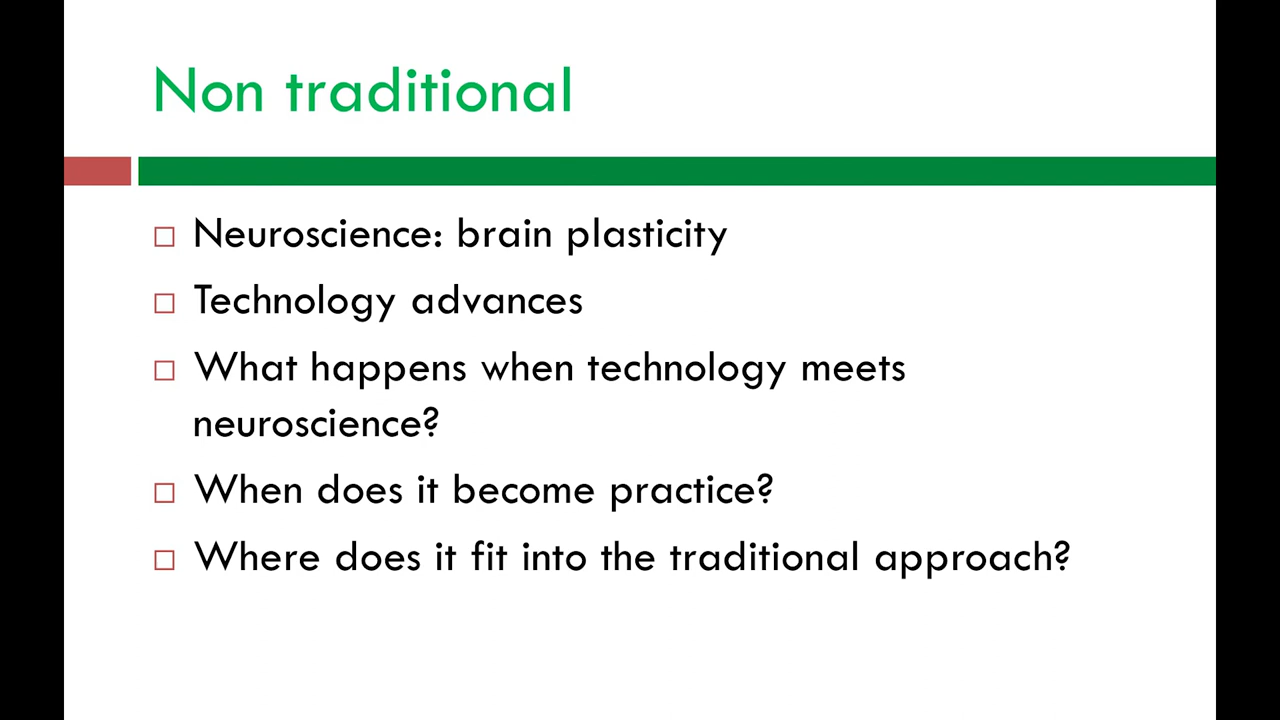 Non traditional
Neuroscience: brain plasticity
Technology advances
What happens when technology meets
neuroscience?
When does it become practice?
Where does it fit into the traditional approach?